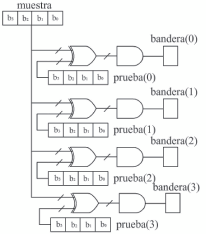 muestra
b₃ b₂ b₁ b₀
bandera(0)
b₃ b₂ b₁ b₀
prueba(0)
bandera(1)
b₃ b₂ b₁ b₀
prueba(1)
bandera(2)
b₃ b₂ b₁ b₀
prueba(2)
bandera(3)
b₃ b₂ b₁ b₀
prueba(3)